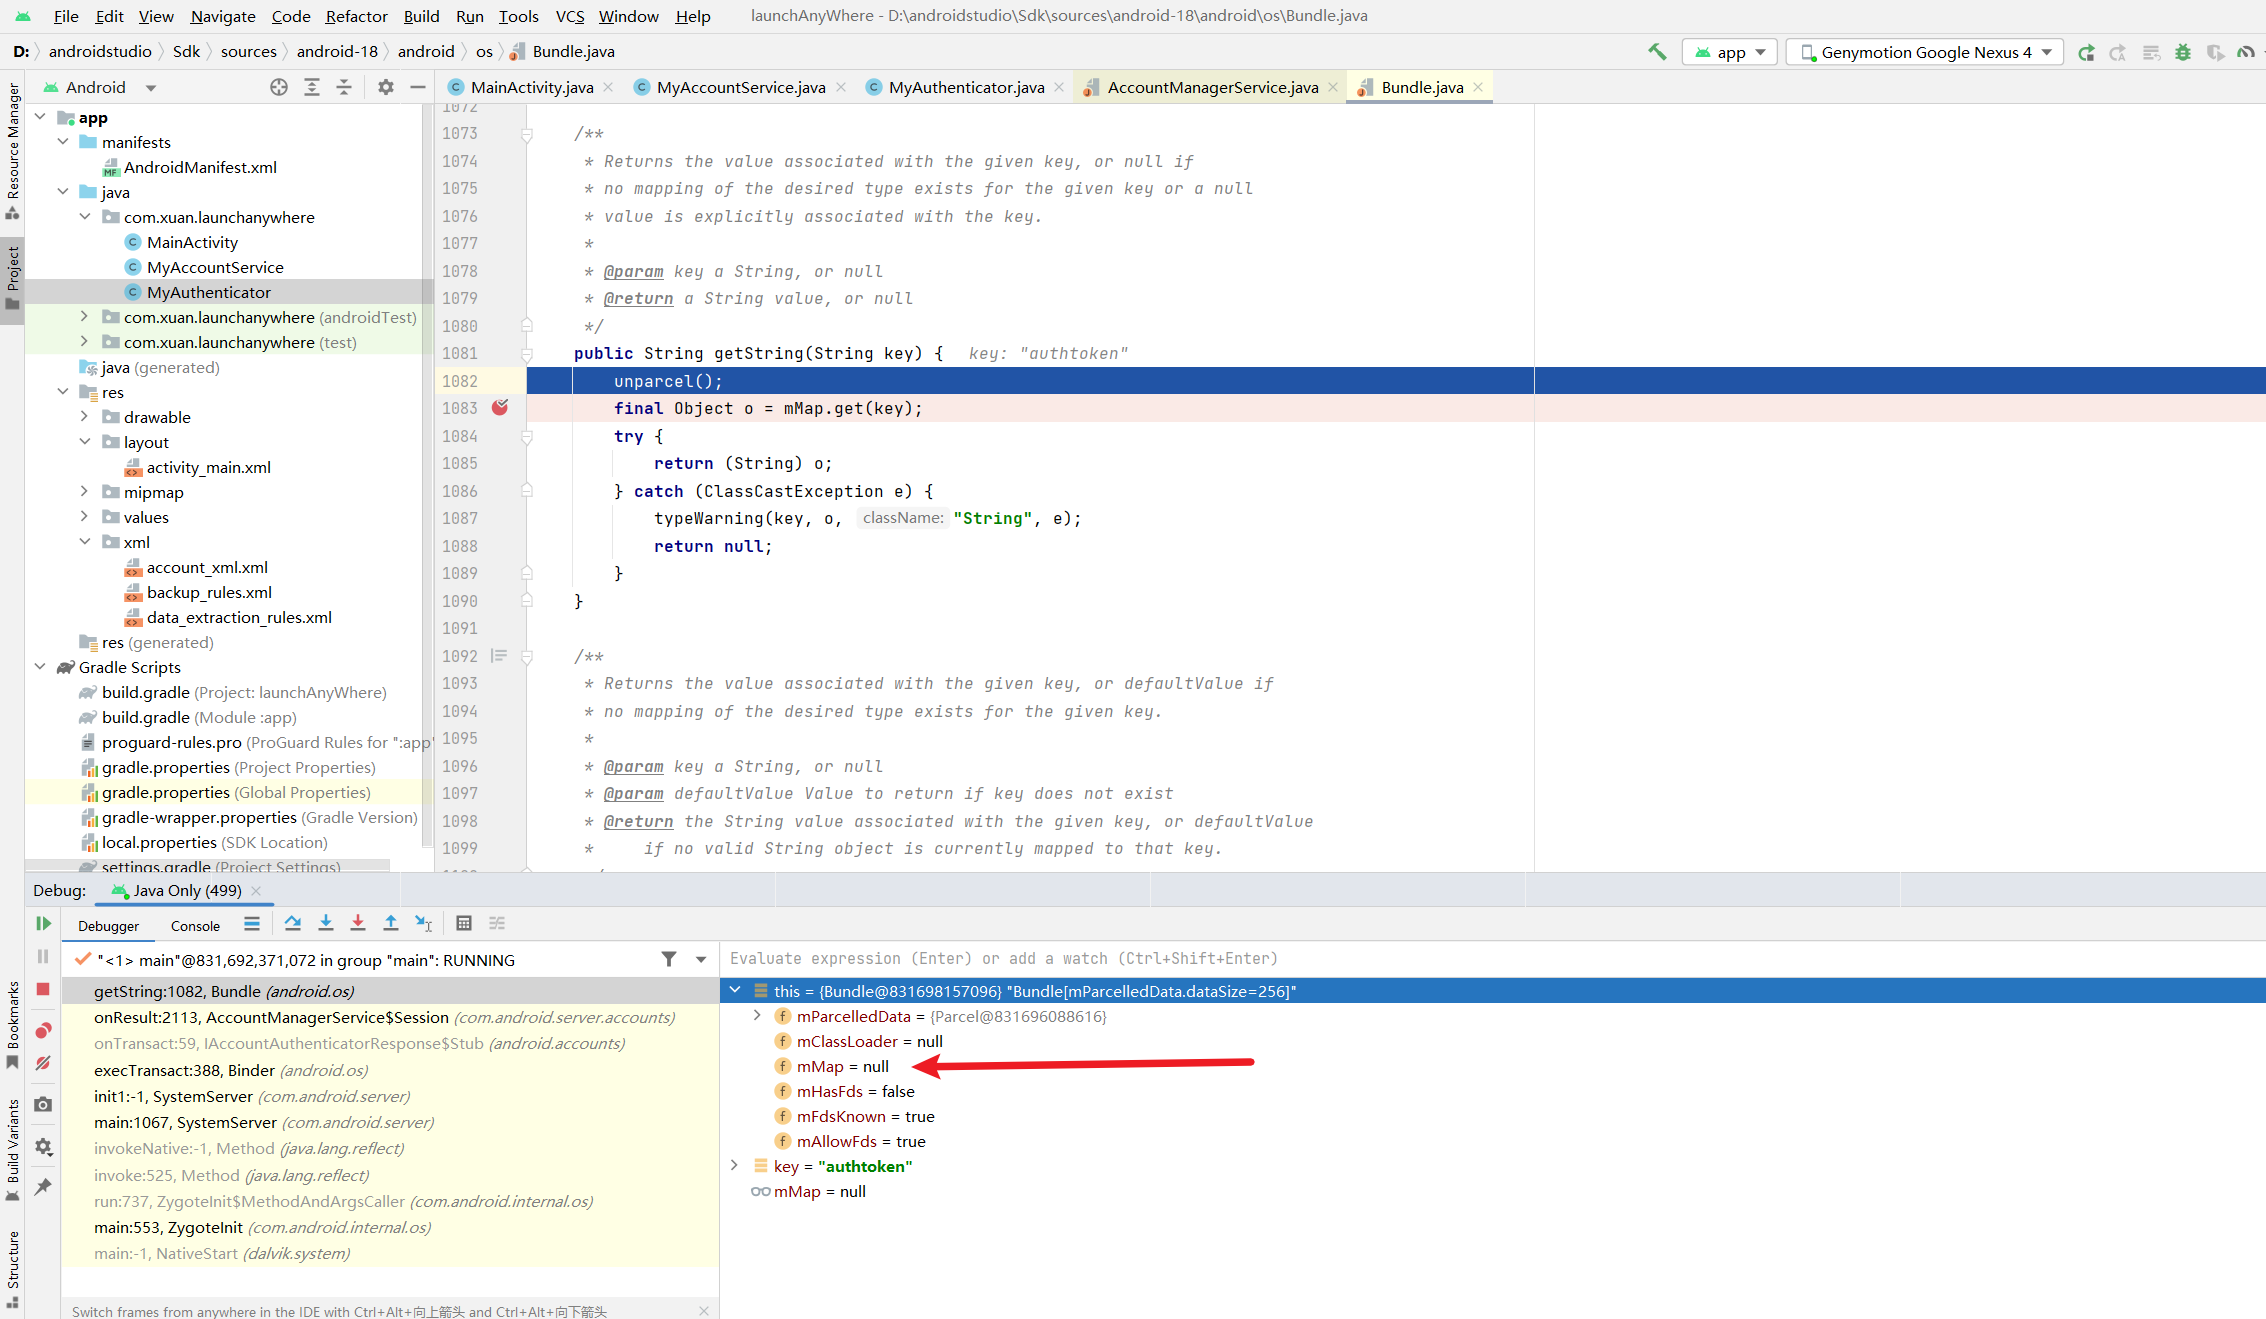 File Edit View Navigate Code Refactor Build Run Tools VCS Window Help launchAnyWhere - D:\androidstudio\Sdk\sources\android-18\android\os\Bundle.java
D: androidstudio Sdk sources android-18 android os Bundle.java app Genymotion Google Nexus 4
Android MainActivity.java MyAccountService.java MyAuthenticator.java AccountManagerService.java Bundle.java
Resource Manager
Project
Bookmarks
Build Variants
Structure
app
manifests
AndroidManifest.xml
java
com.xuan.launchanywhere
MainActivity
MyAccountService
MyAuthenticator
com.xuan.launchanywhere (androidTest)
com.xuan.launchanywhere (test)
java (generated)
res
drawable
layout
activity_main.xml
mipmap
values
xml
account_xml.xml
backup_rules.xml
data_extraction_rules.xml
res (generated)
Gradle Scripts
build.gradle (Project: launchAnyWhere)
build.gradle (Module :app)
proguard-rules.pro (ProGuard Rules for ":app"
gradle.properties (Project Properties)
gradle.properties (Global Properties)
gradle-wrapper.properties (Gradle Version)
local.properties (SDK Location)
settings.gradle (Project Settings)
1072
1073 /**
1074 * Returns the value associated with the given key, or null if
1075 * no mapping of the desired type exists for the given key or a null
1076 * value is explicitly associated with the key.
1077 *
1078 * @param key a String, or null
1079 * @return a String value, or null
1080 */
1081 public String getString(String key) { key: "authtoken"
1082 unparcel();
1083 final Object o = mMap.get(key);
1084 try {
1085 return (String) o;
1086 } catch (ClassCastException e) {
1087 typeWarning(key, o, className: "String", e);
1088 return null;
1089 }
1090 }
1091
1092 /**
1093 * Returns the value associated with the given key, or defaultValue if
1094 * no mapping of the desired type exists for the given key.
1095 *
1096 * @param key a String, or null
1097 * @param defaultValue Value to return if key does not exist
1098 * @return the String value associated with the given key, or defaultValue
1099 * if no valid String object is currently mapped to that key.
Debug: Java Only (499)
Debugger Console
"<1> main"@831,692,371,072 in group "main": RUNNING
getString:1082, Bundle (android.os)
onResult:2113, AccountManagerService$Session (com.android.server.accounts)
onTransact:59, IAccountAuthenticatorResponse$Stub (android.accounts)
execTransact:388, Binder (android.os)
init1:-1, SystemServer (com.android.server)
main:1067, SystemServer (com.android.server)
invokeNative:-1, Method (java.lang.reflect)
invoke:525, Method (java.lang.reflect)
run:737, ZygoteInit$MethodAndArgsCaller (com.android.internal.os)
main:553, ZygoteInit (com.android.internal.os)
main:-1, NativeStart (dalvik.system)
Switch frames from anywhere in the IDE with Ctrl+Alt+向上箭头 and Ctrl+Alt+向下箭头
Evaluate expression (Enter) or add a watch (Ctrl+Shift+Enter)
this = {Bundle@831698157096} "Bundle[mParcelledData.dataSize=256]"
mParcelledData = {Parcel@831696088616}
mClassLoader = null
mMap = null
mHasFds = false
mFdsKnown = true
mAllowFds = true
key = "authtoken"
mMap = null